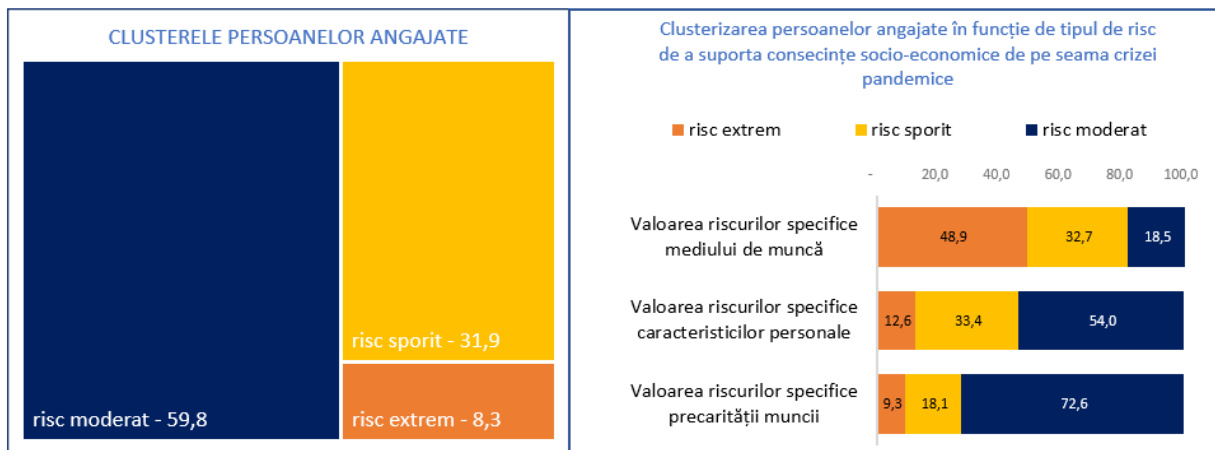 CLUSTERELE PERSOANELOR ANGAJATE
risc moderat - 59,8
risc sporit - 31,9
risc extrem - 8,3
Clusterizarea persoanelor angajate în funcție de tipul de risc
de a suporta consecințe socio-economice de pe seama crizei
pandemice
risc extrem risc sporit risc moderat
- 20,0 40,0 60,0 80,0 100,0
Valoarea riscurilor specifice
mediului de muncă
48,9 32,7 18,5
Valoarea riscurilor specifice
caracteristicilor personale
12,6 33,4 54,0
Valoarea riscurilor specifice
precarității muncii
9,3 18,1 72,6